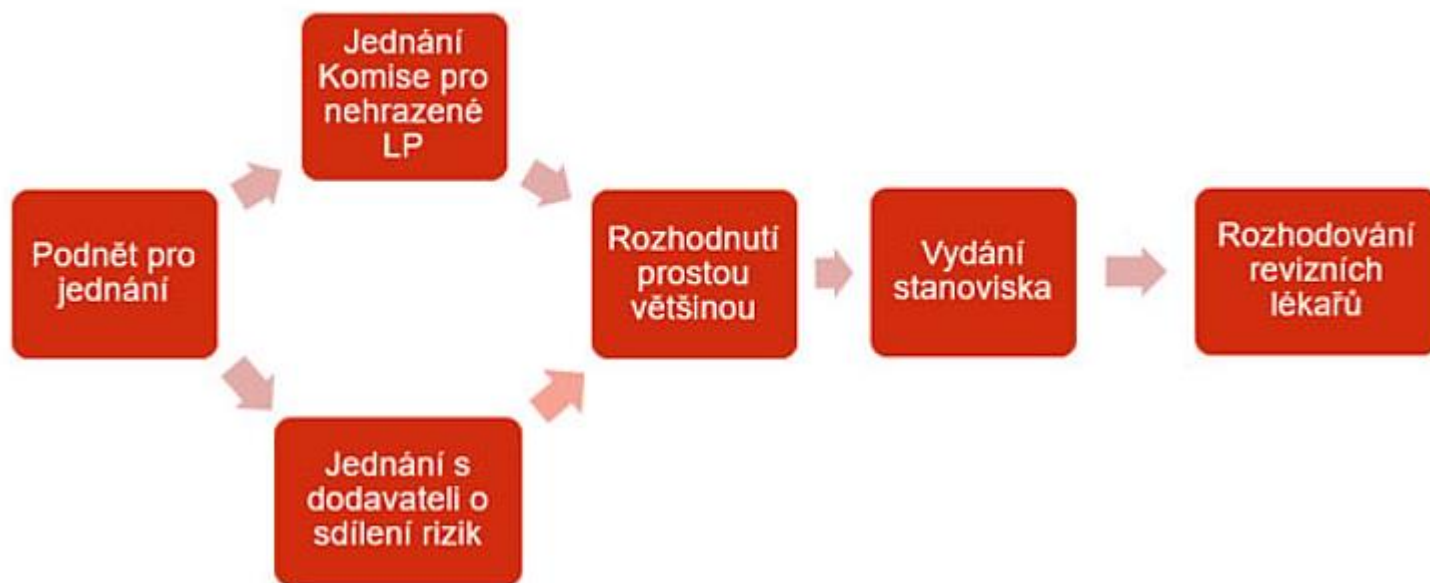 Jednání
Komise pro
nehrazené
LP
Podnět pro
jednání
Rozhodnutí
prostou
většinou
Vydání
stanoviska
Rozhodování
revizních
lékařů
Jednání s
dodavateli o
sdílení rizik